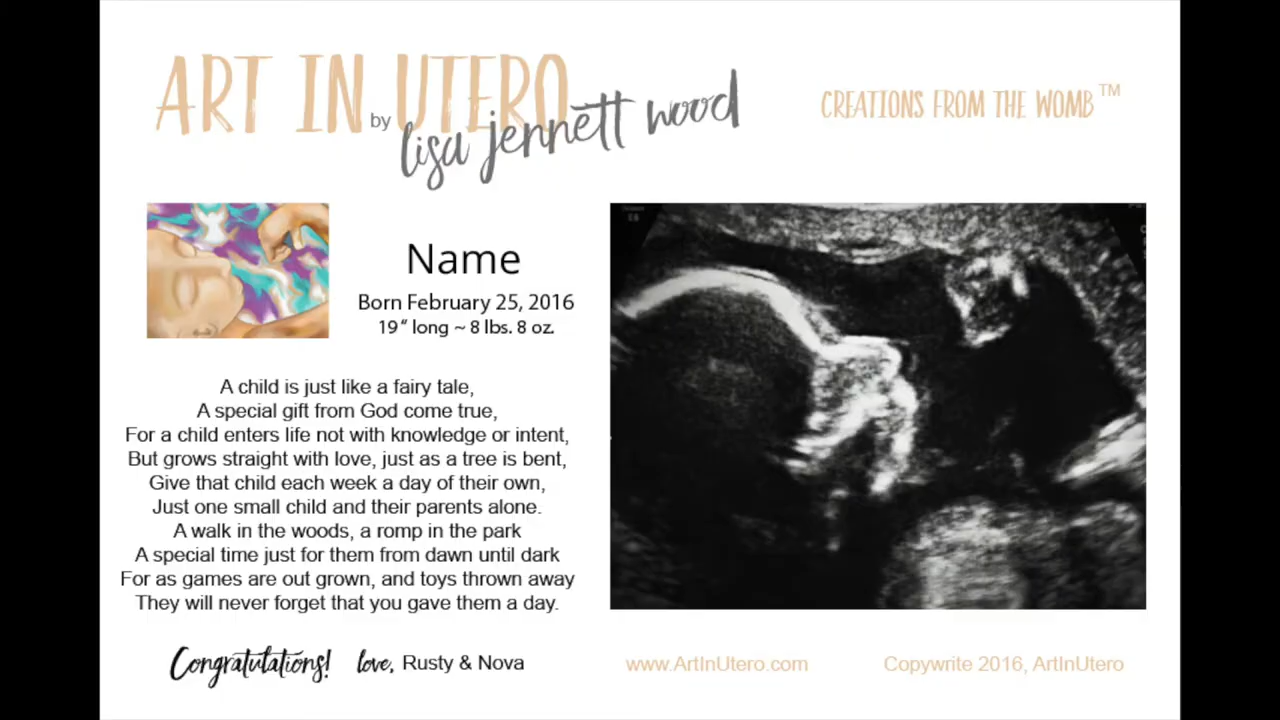 ART IN UTERO
by lisa jennett wood
CREATIONS FROM THE WOMB™
Name
Born February 25, 2016
19″ long ~ 8 lbs. 8 oz.
A child is just like a fairy tale,
A special gift from God come true,
For a child enters life not with knowledge or intent,
But grows straight with love, just as a tree is bent,
Give that child each week a day of their own,
Just one small child and their parents alone.
A walk in the woods, a romp in the park
A special time just for them from dawn until dark
For as games are out grown, and toys thrown away
They will never forget that you gave them a day.
Congratulations! love, Rusty & Nova
www.ArtInUtero.com
Copywrite 2016, ArtInUtero